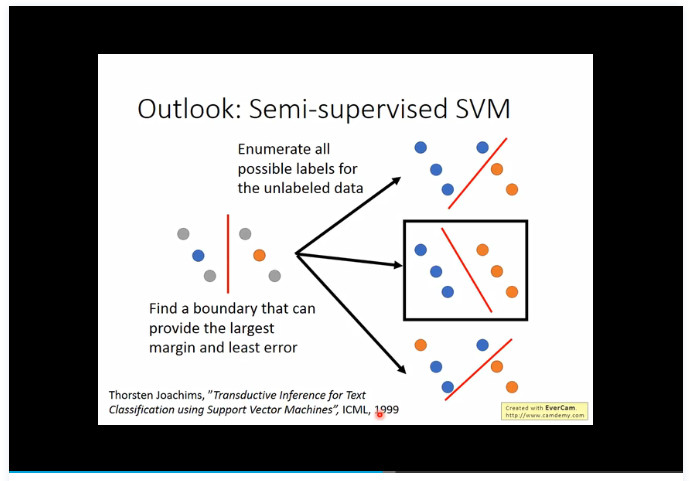 Outlook: Semi-supervised SVM
Enumerate all
possible labels for
the unlabeled data
Find a boundary that can
provide the largest
margin and least error
Thorsten Joachims, "Transductive Inference for Text
Classification using Support Vector Machines", ICML, 1999
Created with EverCam.
http://www.camdemy.com